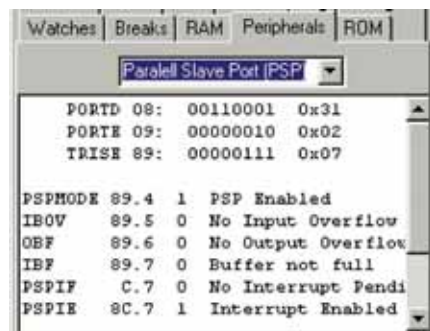 Watches Breaks RAM Peripherals ROM
Paralell Slave Port (PSP
PORTD 08: 00110001 0x31
PORTE 09: 00000010 0x02
TRISE 89: 00000111 0x07
PSPMODE 89.4 1 PSP Enabled
IBOV 89.5 0 No Input Overflow
OBF 89.6 0 No Output Overflow
IBF 89.7 0 Buffer not full
PSPIF C.7 0 No Interrupt Pendi
PSPIE 8C.7 1 Interrupt Enabled